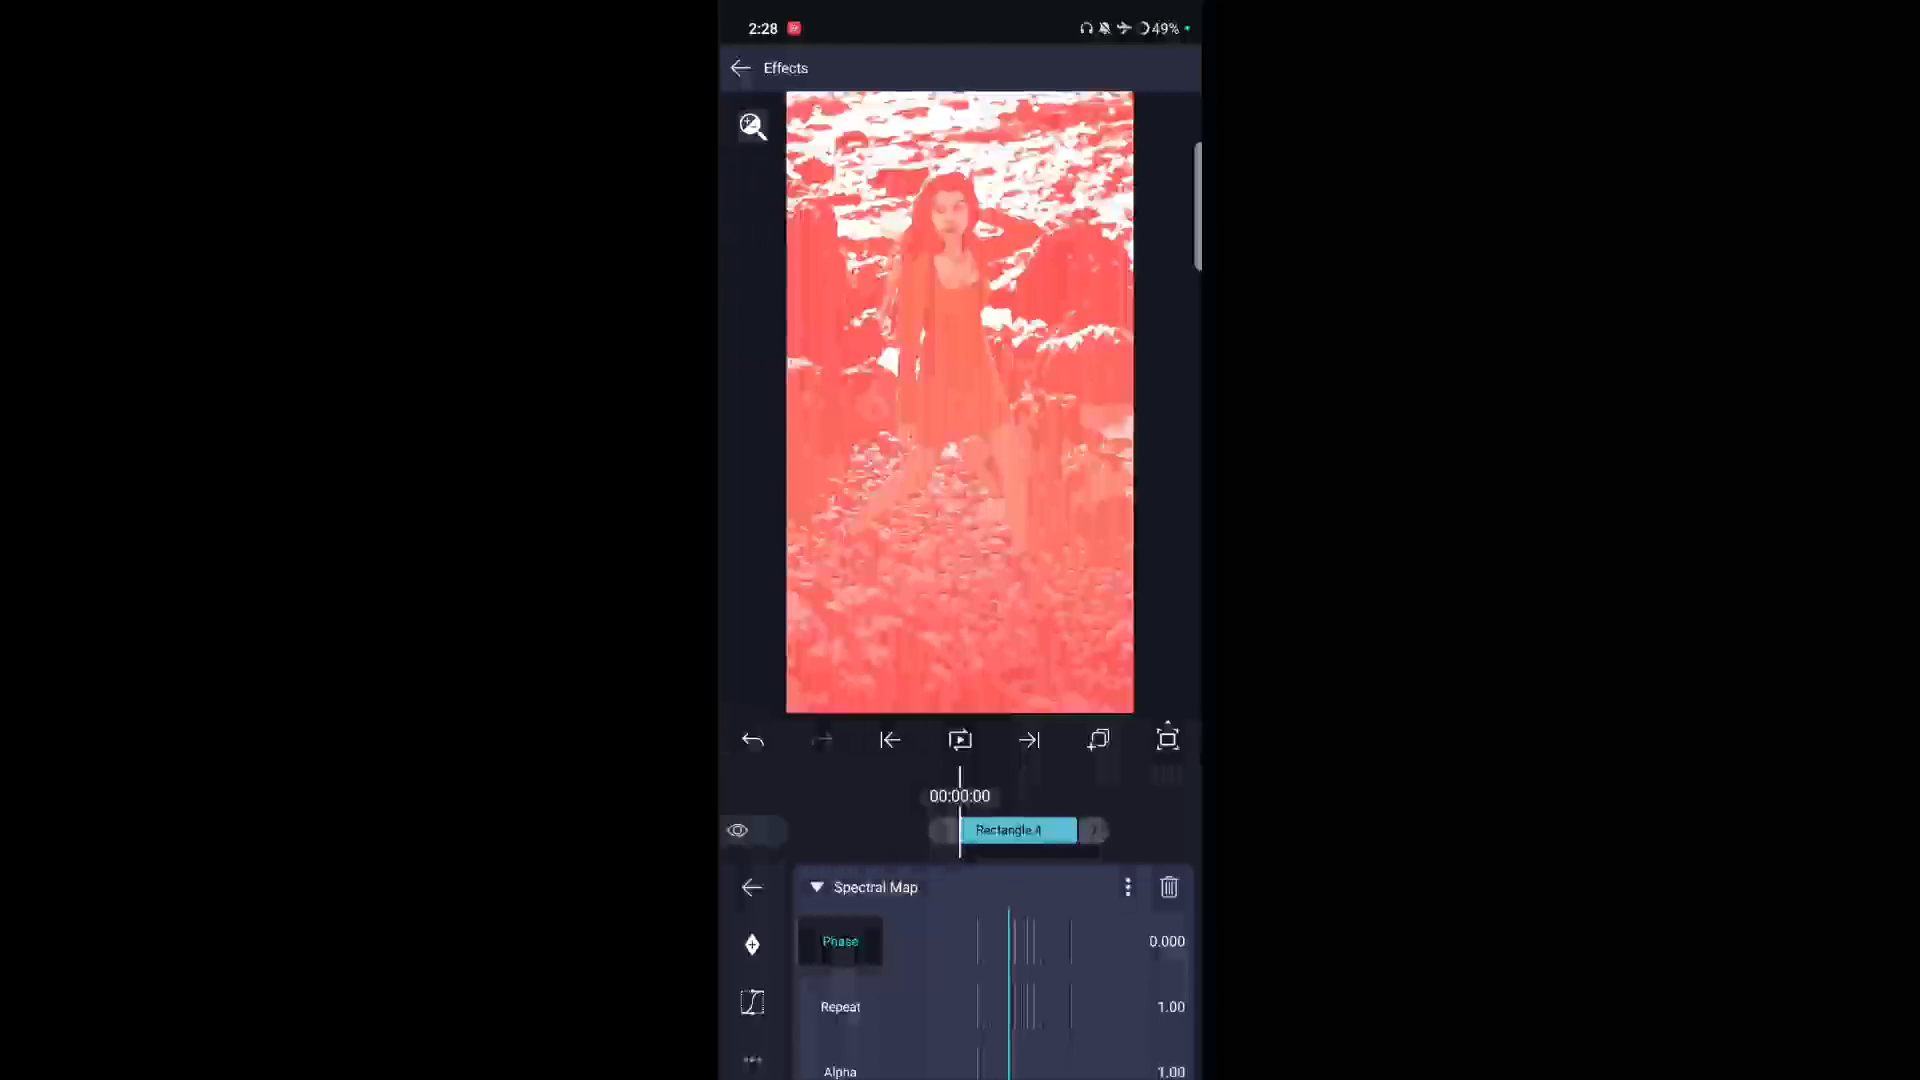 2:28
49%
Effects
00:00:00
Rectangle 4
Spectral Map
Phase
0.000
Repeat
1.00
Alpha
1.00